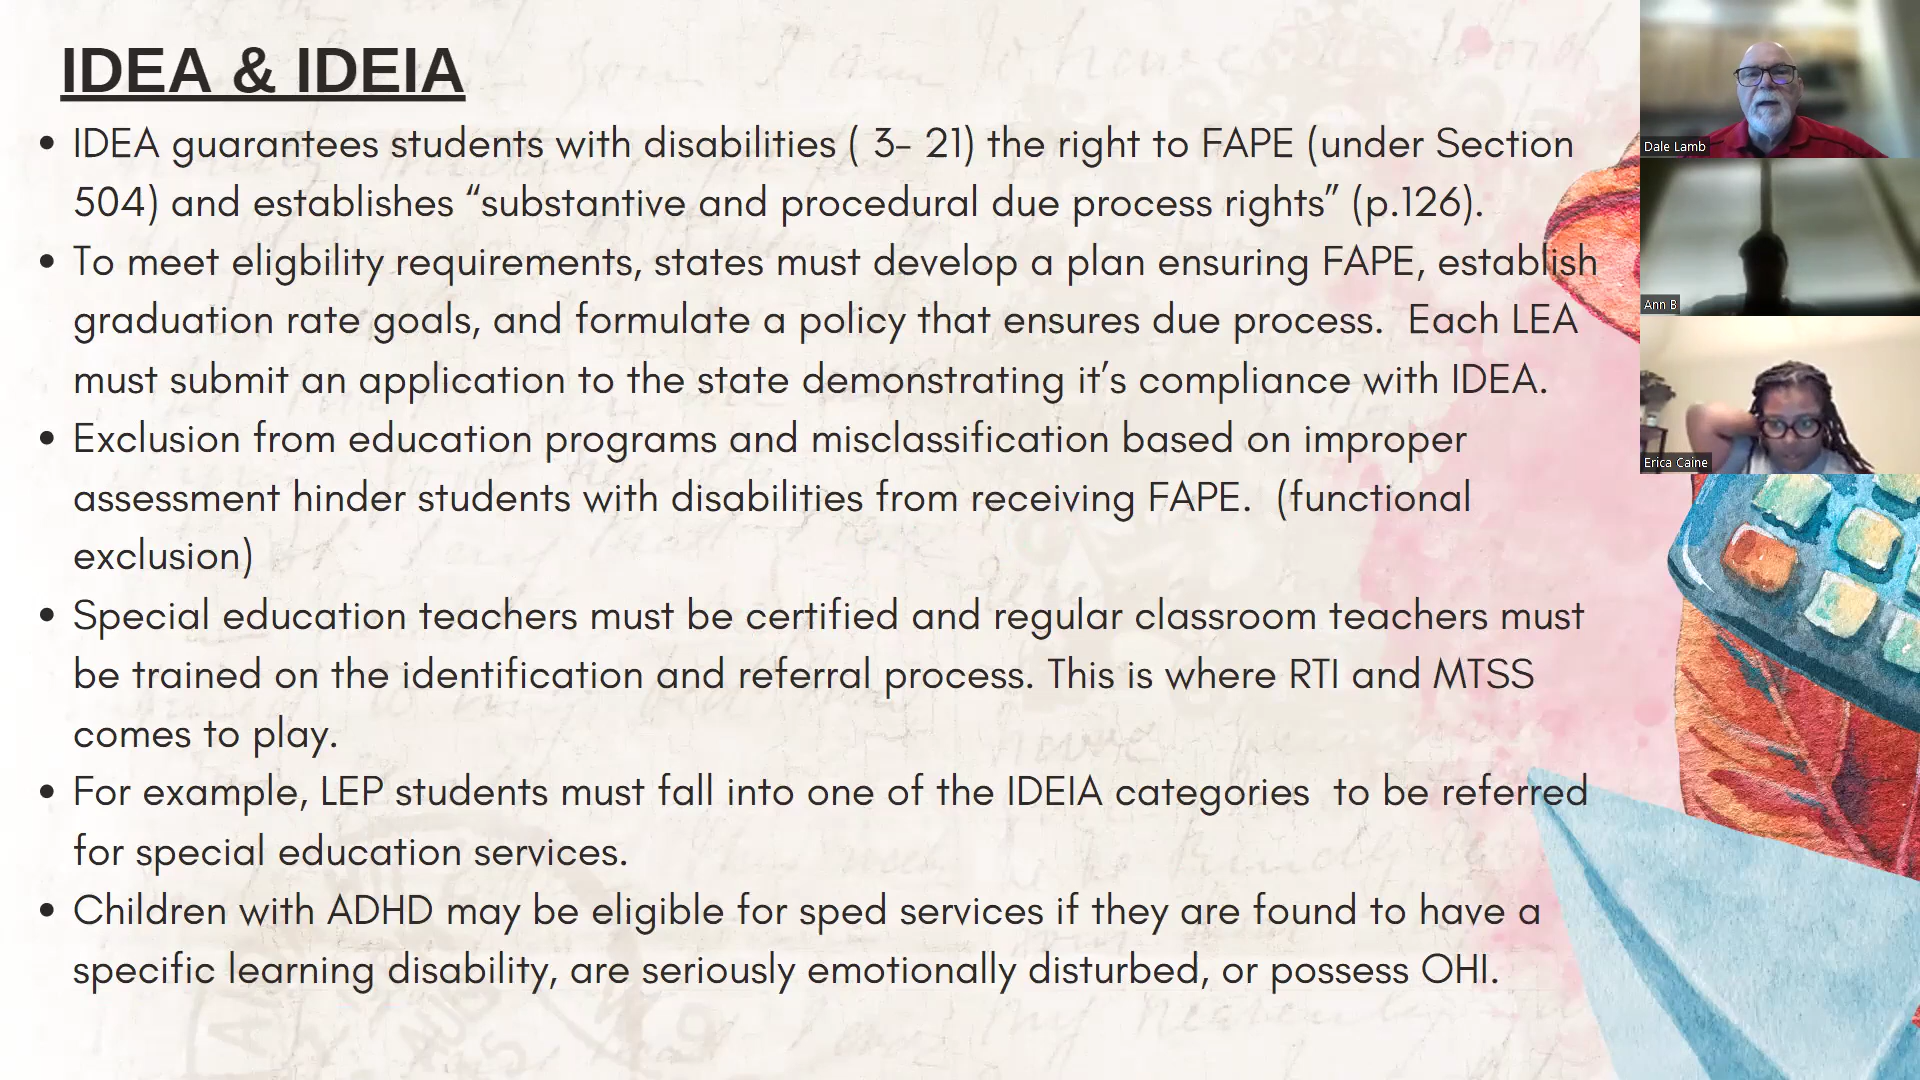 IDEA & IDEIA
• IDEA guarantees students with disabilities ( 3- 21) the right to FAPE (under Section
504) and establishes “substantive and procedural due process rights” (p.126).
• To meet eligbility requirements, states must develop a plan ensuring FAPE, establish
graduation rate goals, and formulate a policy that ensures due process.  Each LEA
must submit an application to the state demonstrating it’s compliance with IDEA.
• Exclusion from education programs and misclassification based on improper
assessment hinder students with disabilities from receiving FAPE.  (functional
exclusion)
• Special education teachers must be certified and regular classroom teachers must
be trained on the identification and referral process. This is where RTI and MTSS
comes to play.
• For example, LEP students must fall into one of the IDEIA categories  to be referred
for special education services.
• Children with ADHD may be eligible for sped services if they are found to have a
specific learning disability, are seriously emotionally disturbed, or possess OHI.
Dale Lamb
Ann B
Erica Caine